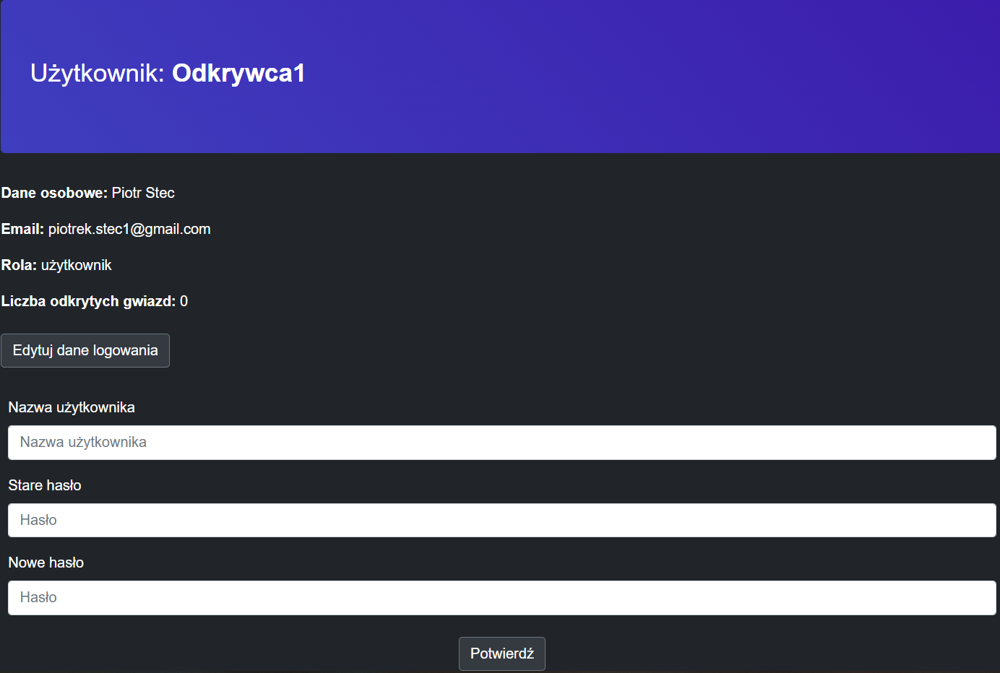 Użytkownik: Odkrywca1
Dane osobowe: Piotr Stec
Email: piotrek.stec1@gmail.com
Rola: użytkownik
Liczba odkrytych gwiazd: 0
Edytuj dane logowania
Nazwa użytkownika
Nazwa użytkownika
Stare hasło
Hasło
Nowe hasło
Hasło
Potwierdź